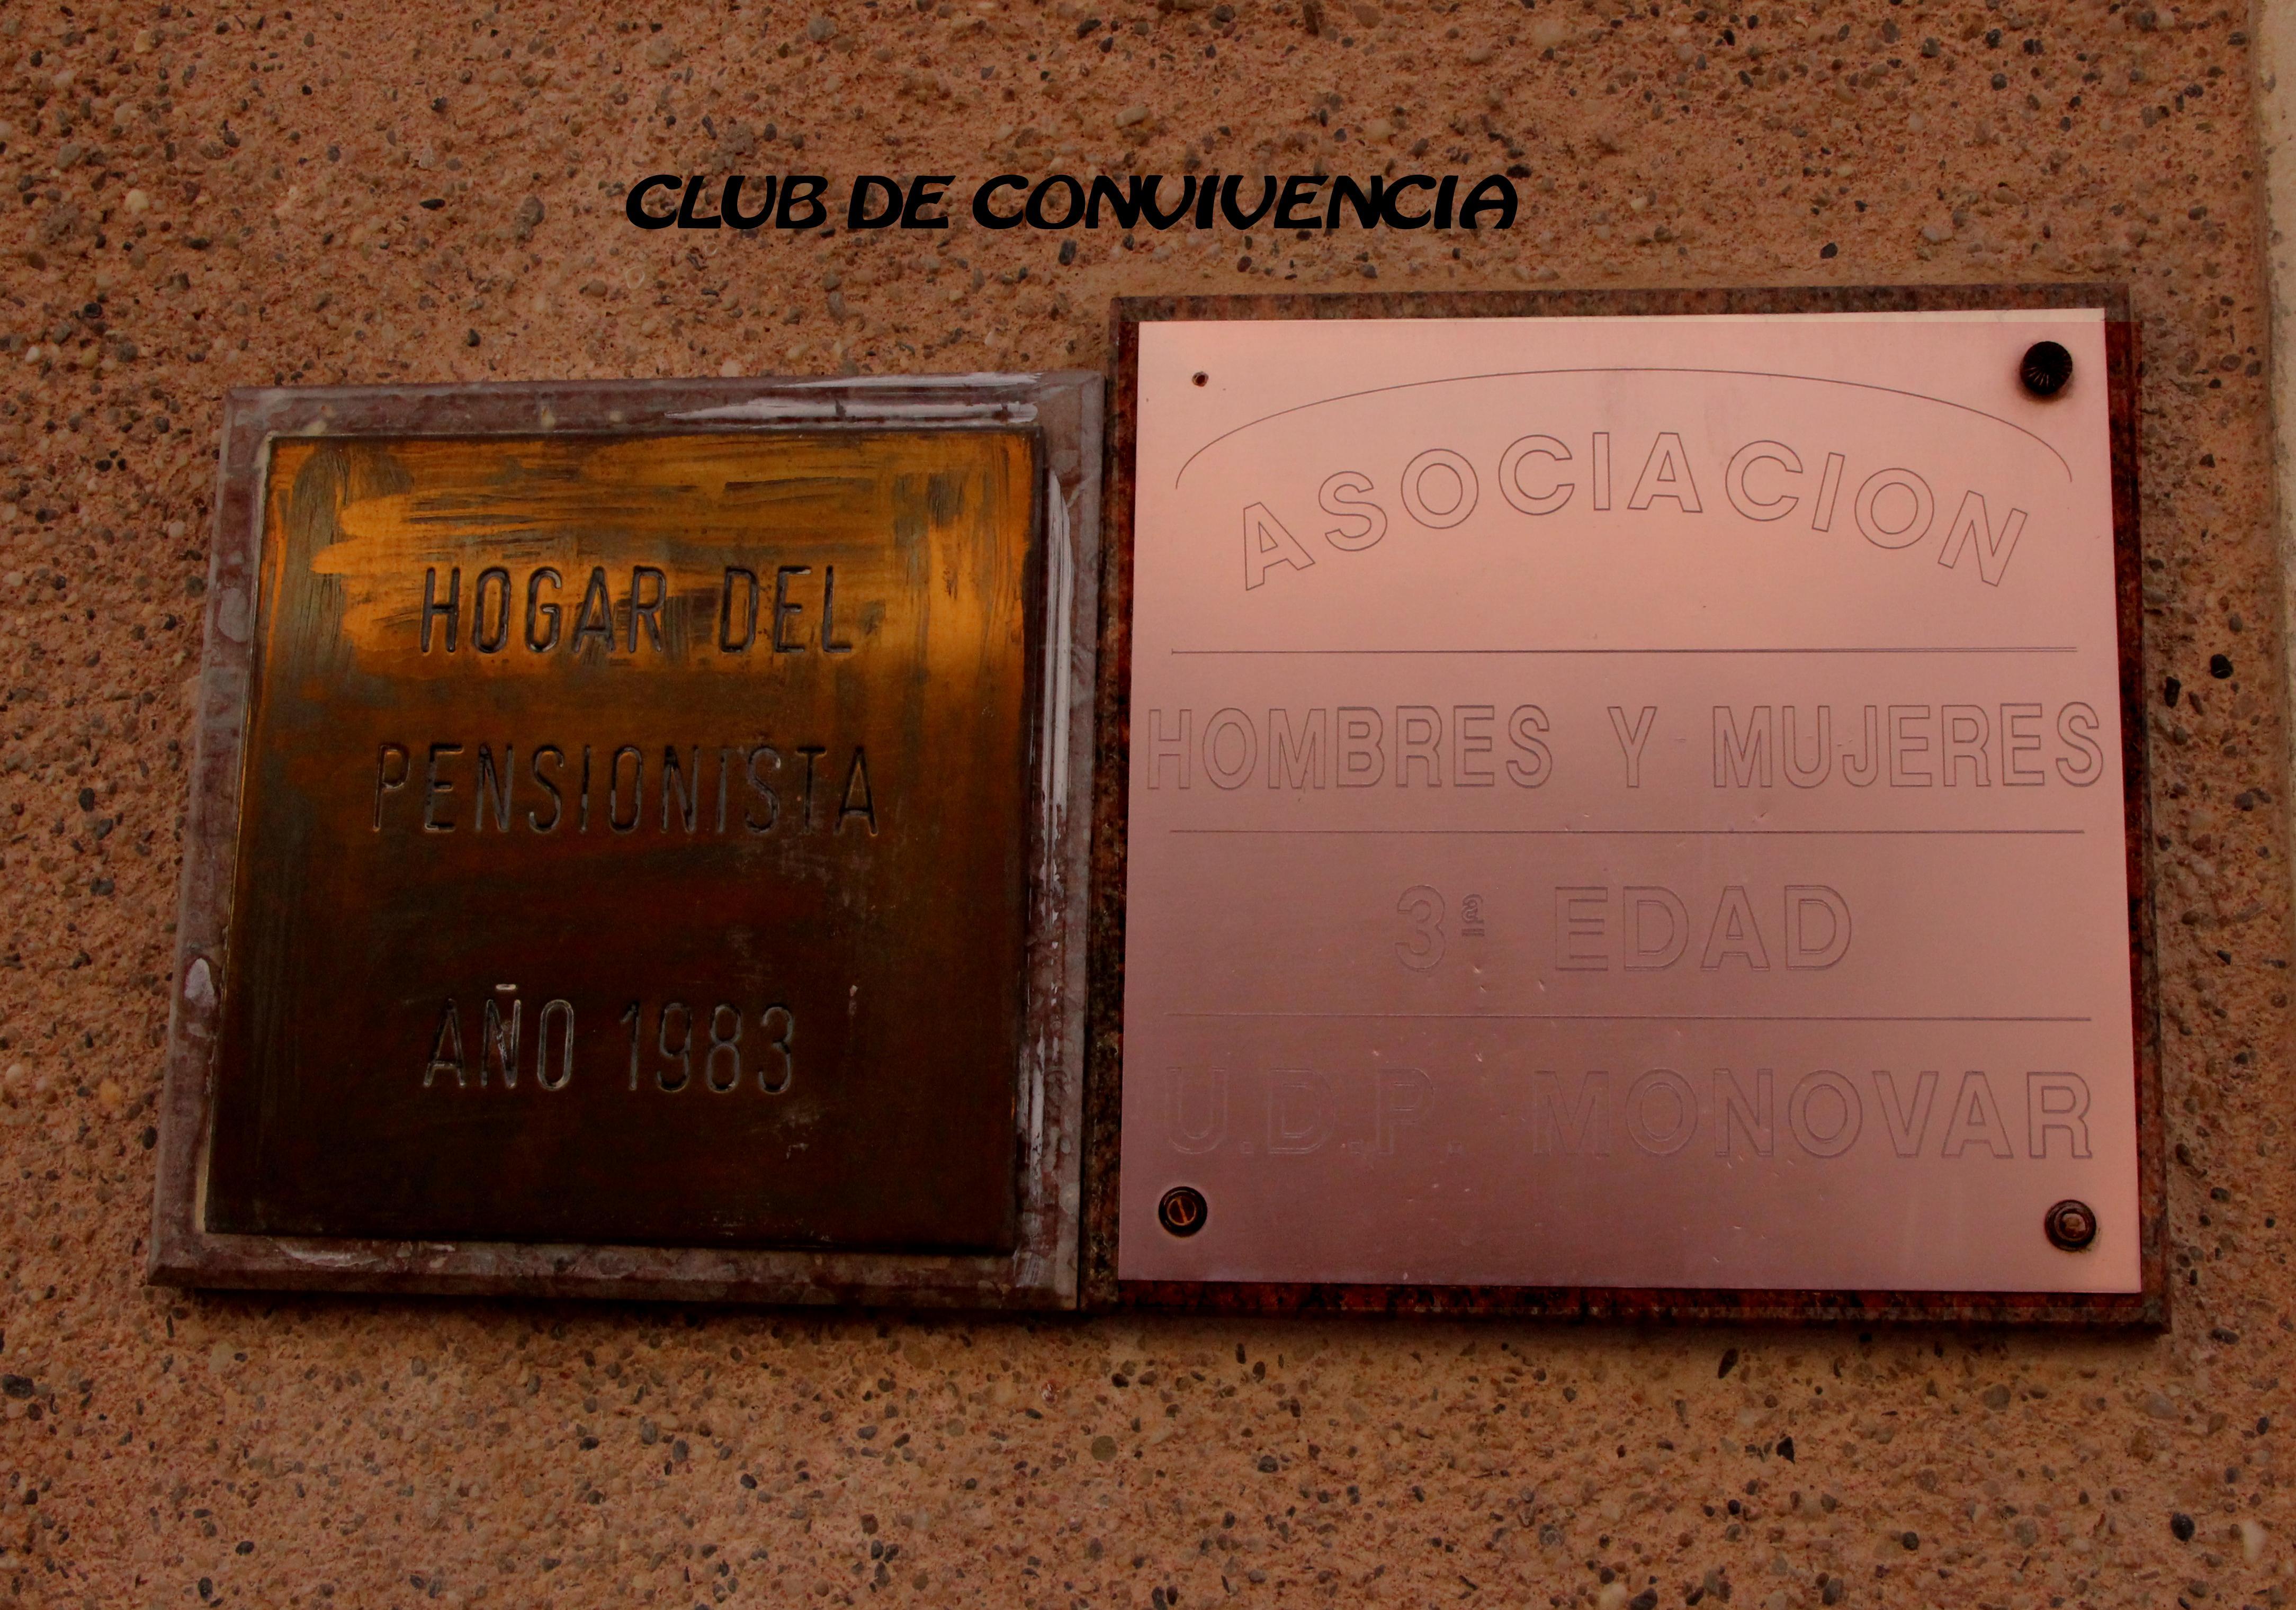 CLUB DE CONVIVENCIA
HOGAR DEL
PENSIONISTA
AÑO 1983
ASOCIACION
HOMBRES Y MUJERES
3ª EDAD
U.D.P. MONOVAR